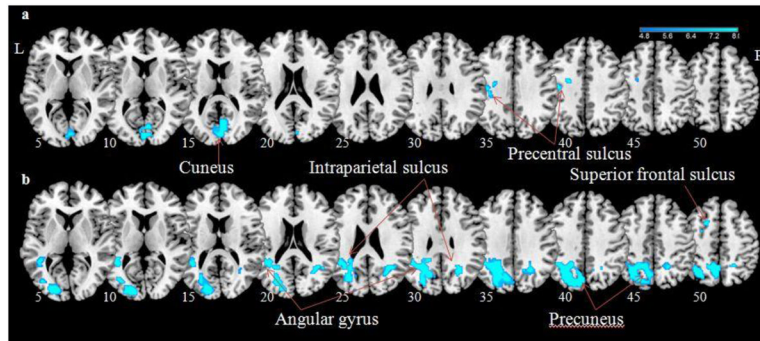 a
4.8 5.6 6.4 7.2 8.0
L
R
5 10 15 20 25 30 35 40 45 50
Cuneus
Intraparietal sulcus
Precentral sulcus
Superior frontal sulcus
b
5 10 15 20 25 30 35 40 45 50
Angular gyrus
Precuneus